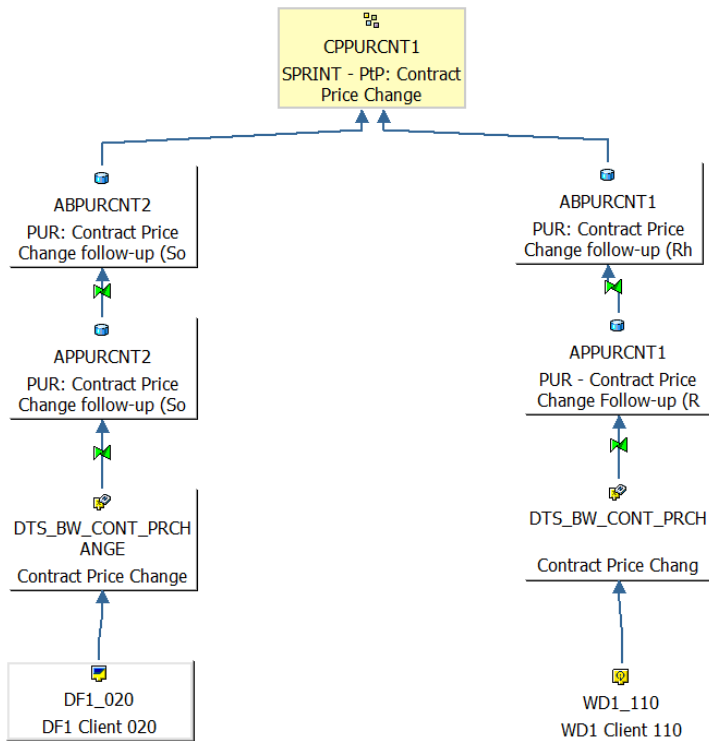 CPPURCNT1
SPRINT - PtP: Contract
Price Change
ABPURCNT2
PUR: Contract Price
Change follow-up (So
ABPURCNT1
PUR: Contract Price
Change follow-up (Rh
APPURCNT2
PUR: Contract Price
Change follow-up (So
APPURCNT1
PUR - Contract Price
Change Follow-up (R
DTS_BW_CONT_PRCH
ANGE
Contract Price Change
DTS_BW_CONT_PRCH
Contract Price Chang
DF1_020
DF1 Client 020
WD1_110
WD1 Client 110